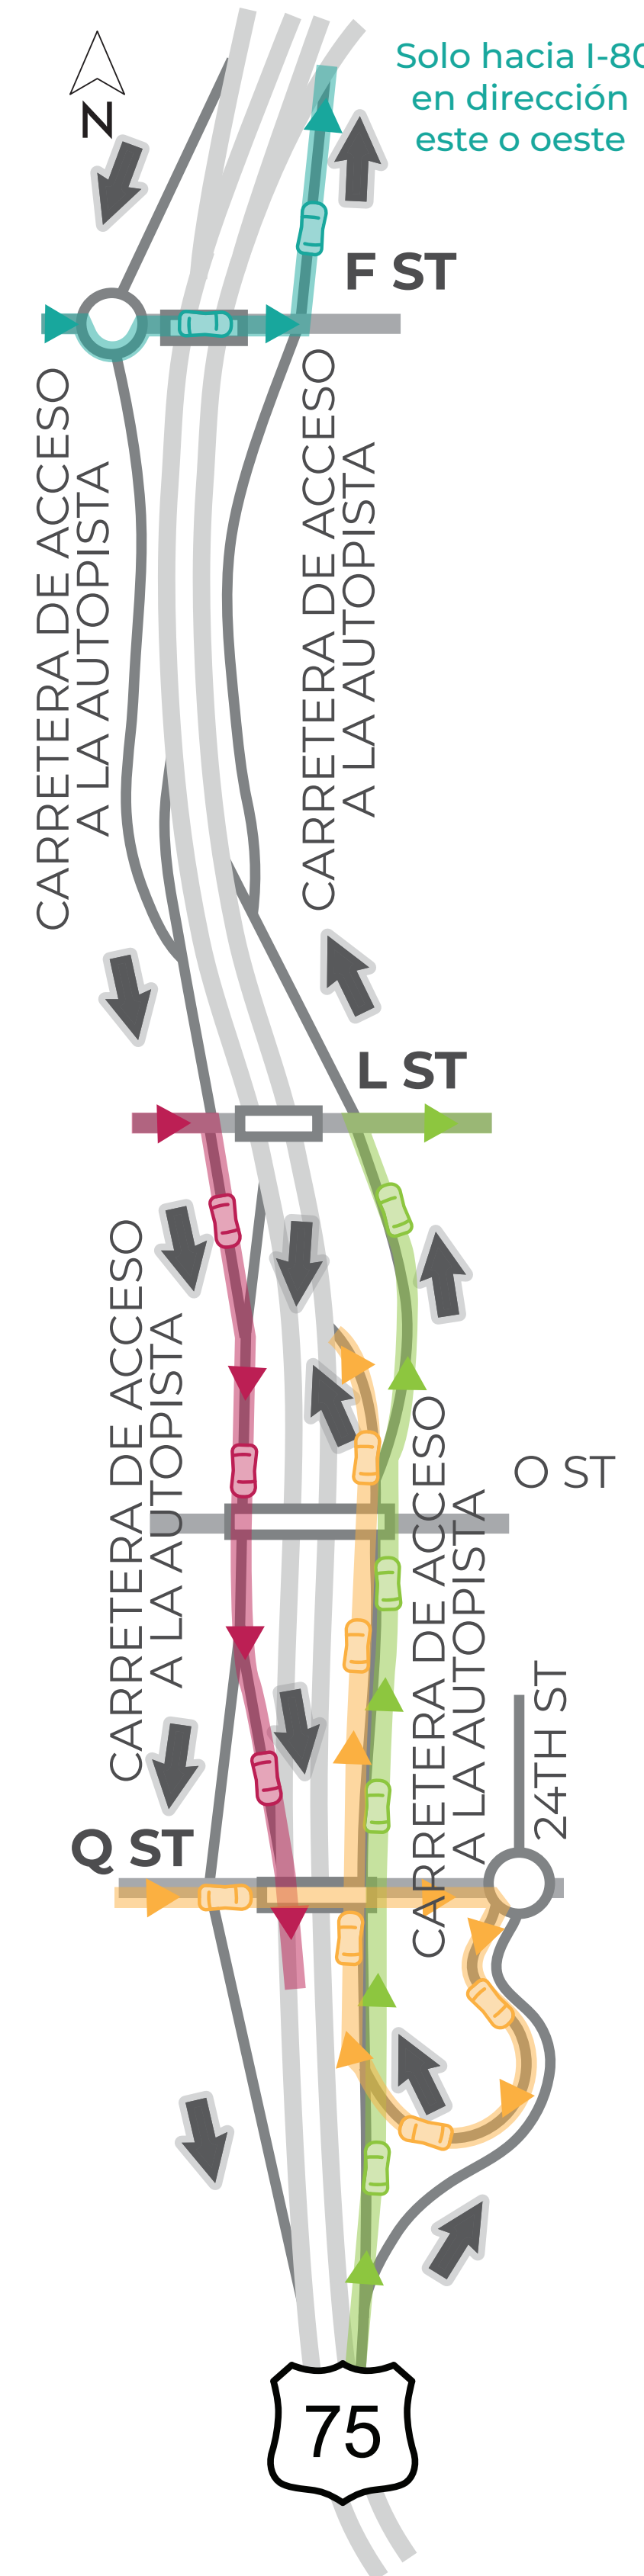 Solo hacia I-80
en dirección
este o oeste
N
F ST
CARRETERA DE ACCESO
A LA AUTOPISTA
CARRETERA DE ACCESO
A LA AUTOPISTA
L ST
CARRETERA DE ACCESO
A LA AUTOPISTA
CARRETERA DE ACCESO
A LA AUTOPISTA
O ST
24TH ST
Q ST
75